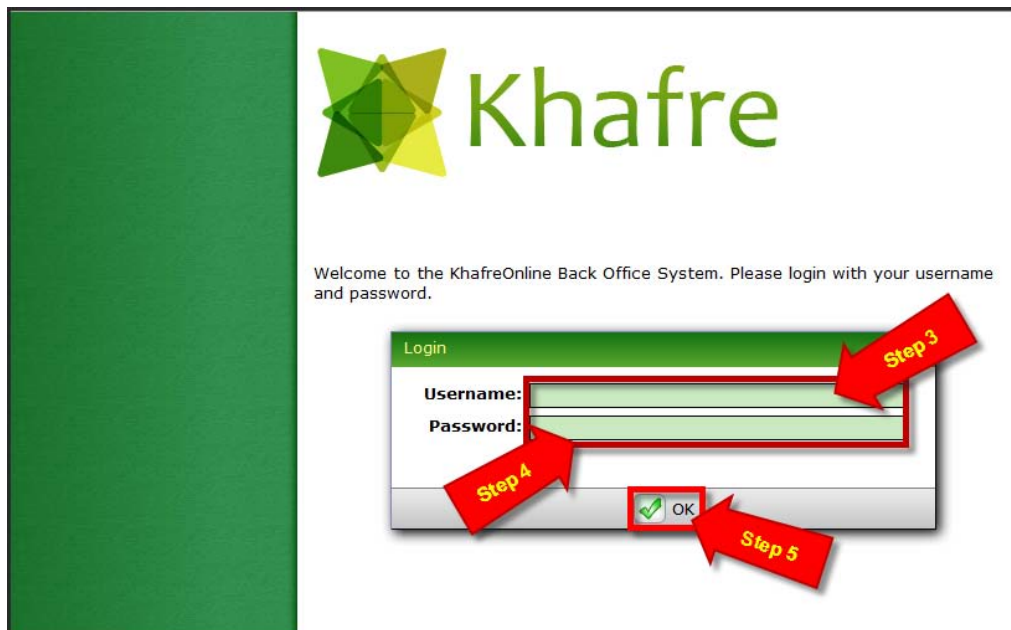 Khafre
Welcome to the KhafreOnline Back Office System. Please login with your username
and password.
Login
Step 3
Username:
Password:
Step 4
OK
Step 5